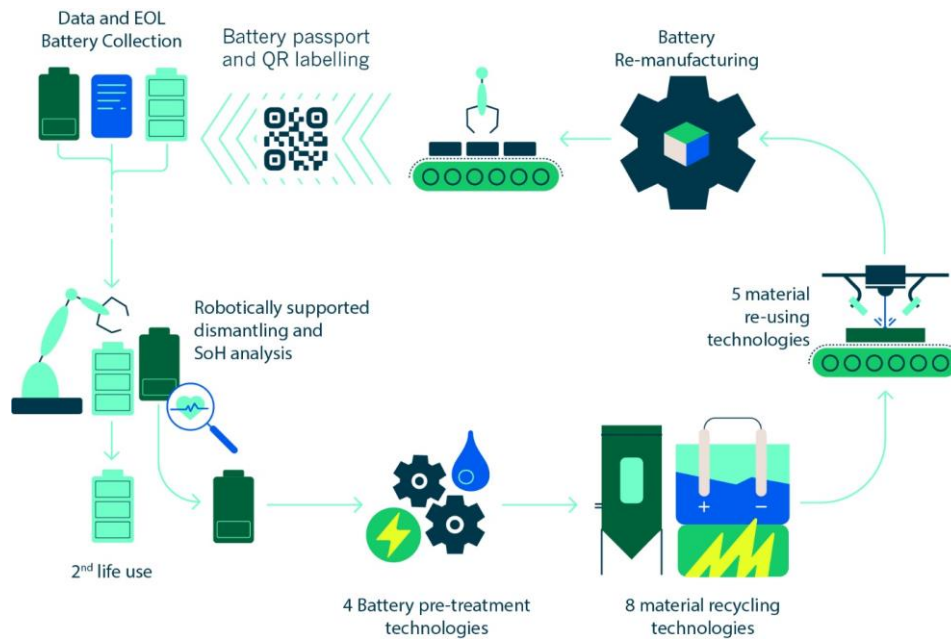 Data and EOL
Battery Collection
Battery passport
and QR labelling
Battery
Re-manufacturing
Robotically supported
dismantling and
SoH analysis
5 material
re-using
technologies
2nd life use
4 Battery pre-treatment
technologies
8 material recycling
technologies
+ −